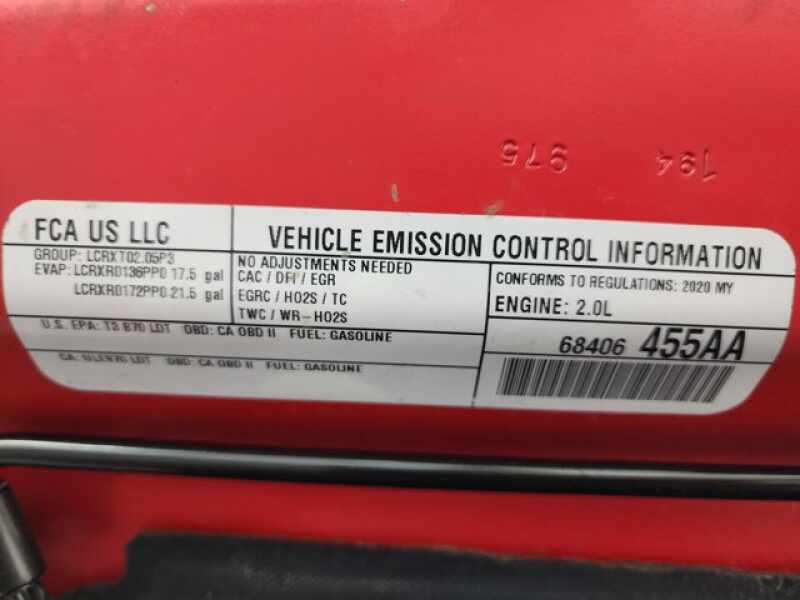 975 194
FCA US LLC
VEHICLE EMISSION CONTROL INFORMATION
GROUP: LCRXT02.05P3
EVAP: LCRXR0136PP0 17.5 gal
LCRXR0172PP0 21.5 gal
NO ADJUSTMENTS NEEDED
CAC / DFI / EGR
EGRC / HO2S / TC
TWC / WR-HO2S
CONFORMS TO REGULATIONS: 2020 MY
ENGINE: 2.0L
U.S. EPA: T3 B70 LDT OBD: CA OBD II FUEL: GASOLINE
CA: ULEV70 LDT OBD: CA OBD II FUEL: GASOLINE
68406 455AA